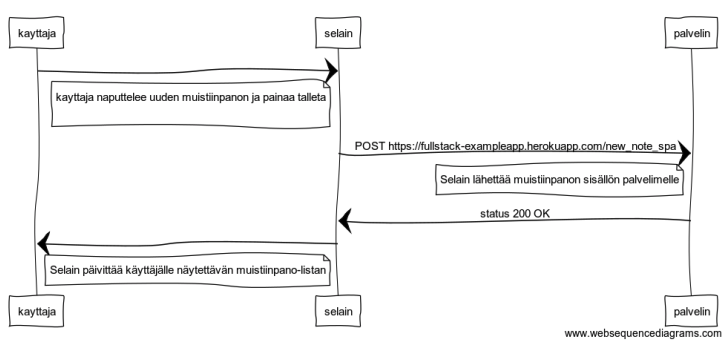 kayttaja
selain
palvelin
kayttaja naputtelee uuden muistiinpanon ja painaa talleta
POST https://fullstack-exampleapp.herokuapp.com/new_note_spa
Selain lähettää muistiinpanon sisällön palvelimelle
status 200 OK
Selain päivittää käyttäjälle näytettävän muistiinpano-listan
kayttaja
selain
palvelin
www.websequencediagrams.com